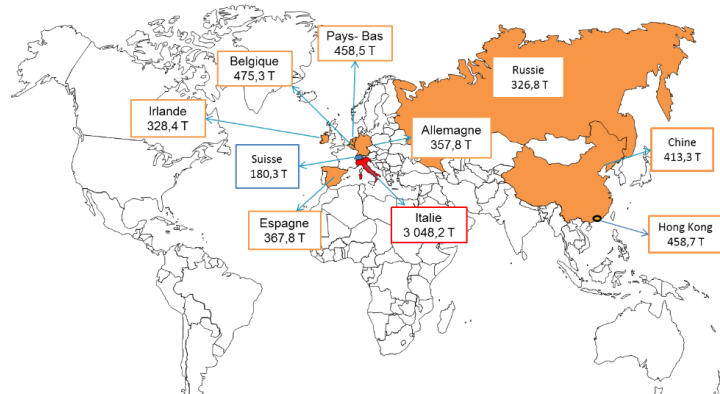 Pays- Bas
458,5 T
Belgique
475,3 T
Russie
326,8 T
Irlande
328,4 T
Allemagne
357,8 T
Chine
413,3 T
Suisse
180,3 T
Espagne
367,8 T
Italie
3 048,2 T
Hong Kong
458,7 T